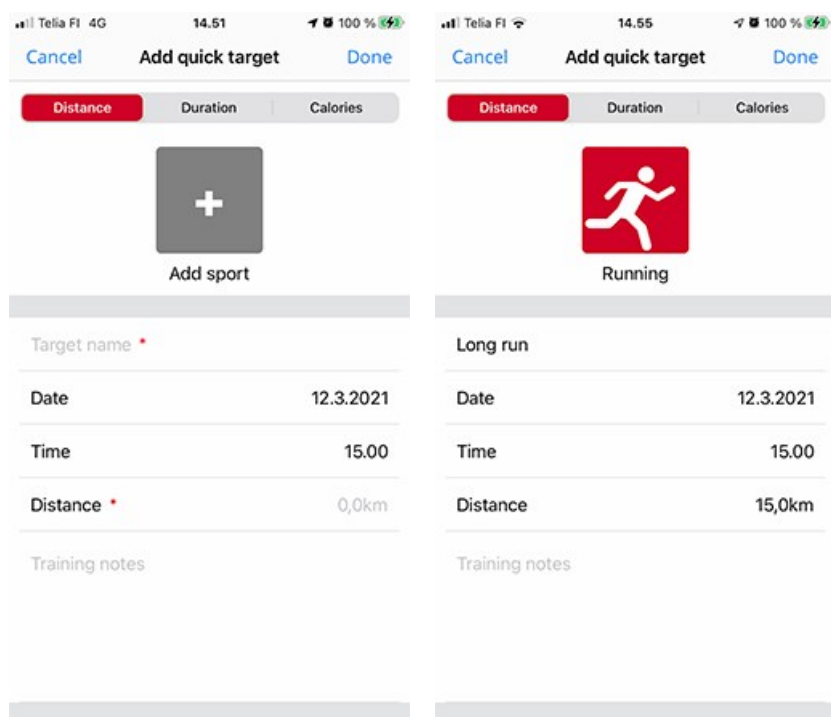 Telia FI 4G 14.51 100 %
Cancel Add quick target Done
Distance Duration Calories
+
Add sport
Target name *
Date 12.3.2021
Time 15.00
Distance * 0,0km
Training notes
Telia FI 14.55 100 %
Cancel Add quick target Done
Distance Duration Calories
Running
Long run
Date 12.3.2021
Time 15.00
Distance 15,0km
Training notes